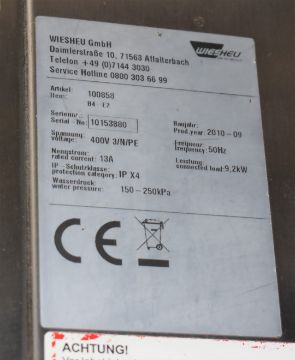 WIESHEU GmbH
Daimlerstraße 10, 71563 Affalterbach
Telefon +49 (0)7144 3030
Service Hotline 0800 303 66 99
WIESHEU
Artikel:
Item: 100858
B4 - E2
Seriennr.:
Serial - No: 10153880
Baujahr:
Prod.year: 2010 - 09
Spannung:
voltage: 400V 3/N/PE
Frequenz:
frequency: 50Hz
Nennstrom:
rated current: 13A
Leistung:
connected load: 9,2kW
IP - Schutzklasse:
protection category: IP X4
Wasserdruck:
water pressure: 150 - 250kPa
CE
ACHTUNG!